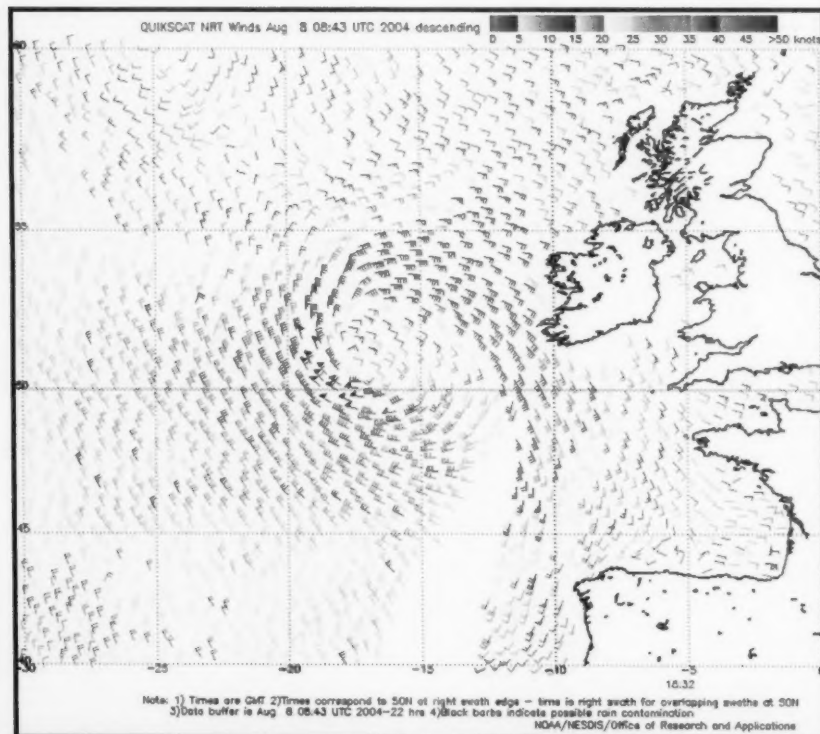 QUIKSCAT NRT Winds Aug 8 08:43 UTC 2004 descending
0 5 10 15 20 25 30 35 40 45 >50 knots
60
55
50
45
40
-30 -25 -20 -15 -10 -5 0
18:32
Note: 1) Times are GMT 2)Times correspond to 50N at right swath edge - time is right swath for overlapping swaths at 50N
3)Data buffer is Aug 8 08:43 UTC 2004-22 hrs 4)Black barbs indicate possible rain contamination
NOAA/NESDIS/Office of Research and Applications